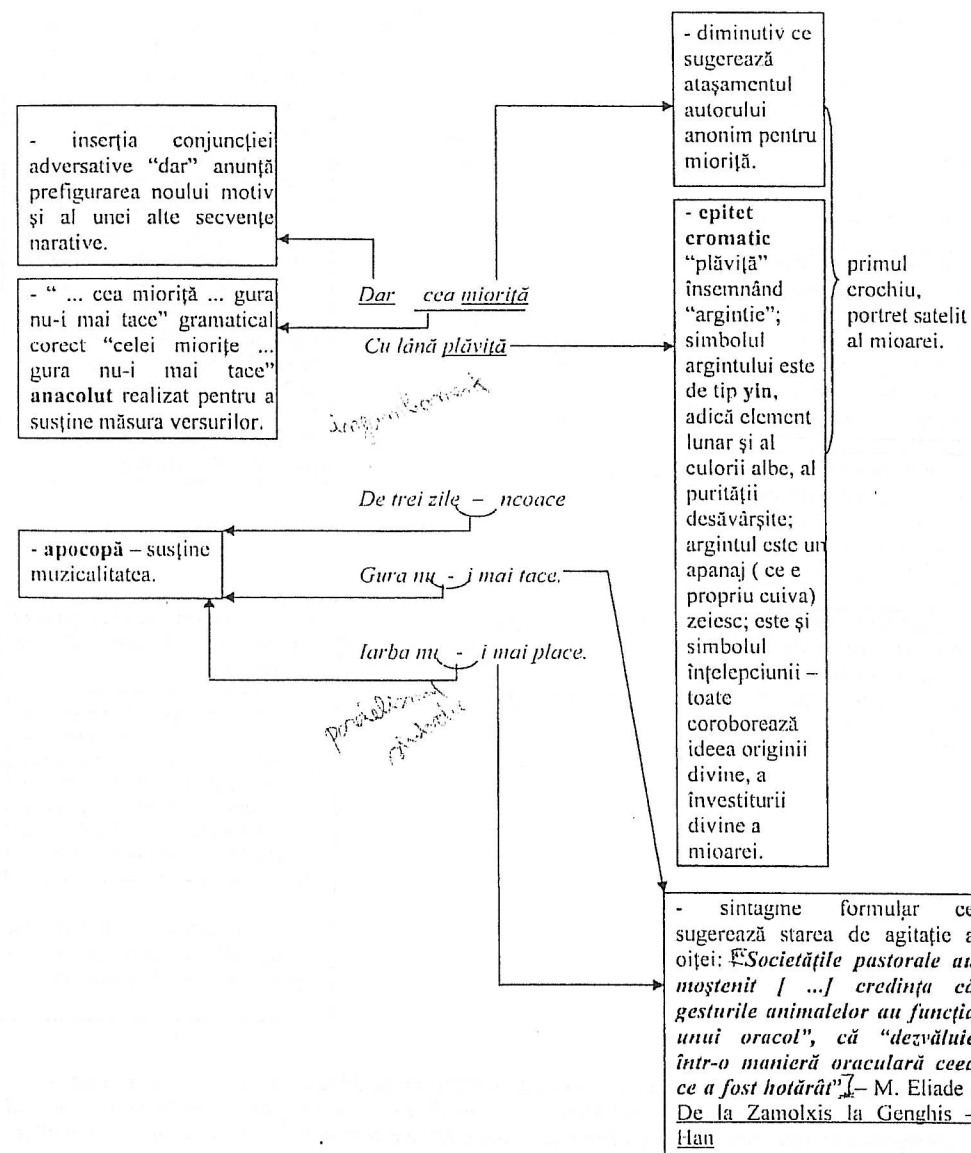 - diminutiv ce
sugerează
atașamentul
autorului
anonim pentru
mioriță.
- inserția conjuncției
adversative “dar” anunță
prefigurarea noului motiv
și al unei alte secvențe
narative.
- epitet
cromatic
“plăviță”
însemnând
“argintie”;
simbolul
argintului este
de tip yin,
adică element
lunar și al
culorii albe, al
purității
desăvârșite;
argintul este un
apanaj ( ce e
propriu cuiva)
zeiesc; este și
simbolul
înțelepciunii –
toate
coroborează
ideea originii
divine, a
învestiturii
divine a
mioarei.
primul
crochiu,
portret satelit
al mioarei.
- “ ... cea mioriță ... gura
nu-i mai tace” gramatical
corect “celei miorițe ...
gura nu-i mai tace”
anacolut realizat pentru a
susține măsura versurilor.
Dar cea mioriță
Cu lână plăviță
De trei zile – ncoace
- apocopă – susține
muzicalitatea.
Gura nu - i mai tace.
Iarba nu - i mai place.
paralelism
- sintagme formular ce
sugerează starea de agitație a
oiței: “Societățile pastorale au
moștenit [ ...] credința că
gesturile animalelor au funcția
unui oracol”, că “dezvăluie
într-o manieră oraculară ceea
ce a fost hotărât” – M. Eliade
De la Zamolxis la Genghis –
Han